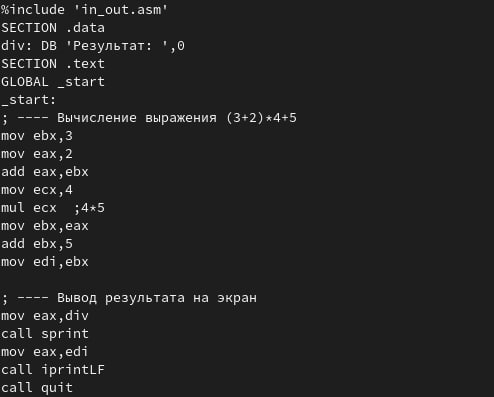 %include 'in_out.asm'
SECTION .data
div: DB 'Результат: ',0
SECTION .text
GLOBAL _start
_start:
; ---- Вычисление выражения (3+2)*4+5
mov ebx,3
mov eax,2
add eax,ebx
mov ecx,4
mul ecx  ;4*5
mov ebx,eax
add ebx,5
mov edi,ebx

; ---- Вывод результата на экран
mov eax,div
call sprint
mov eax,edi
call iprintLF
call quit